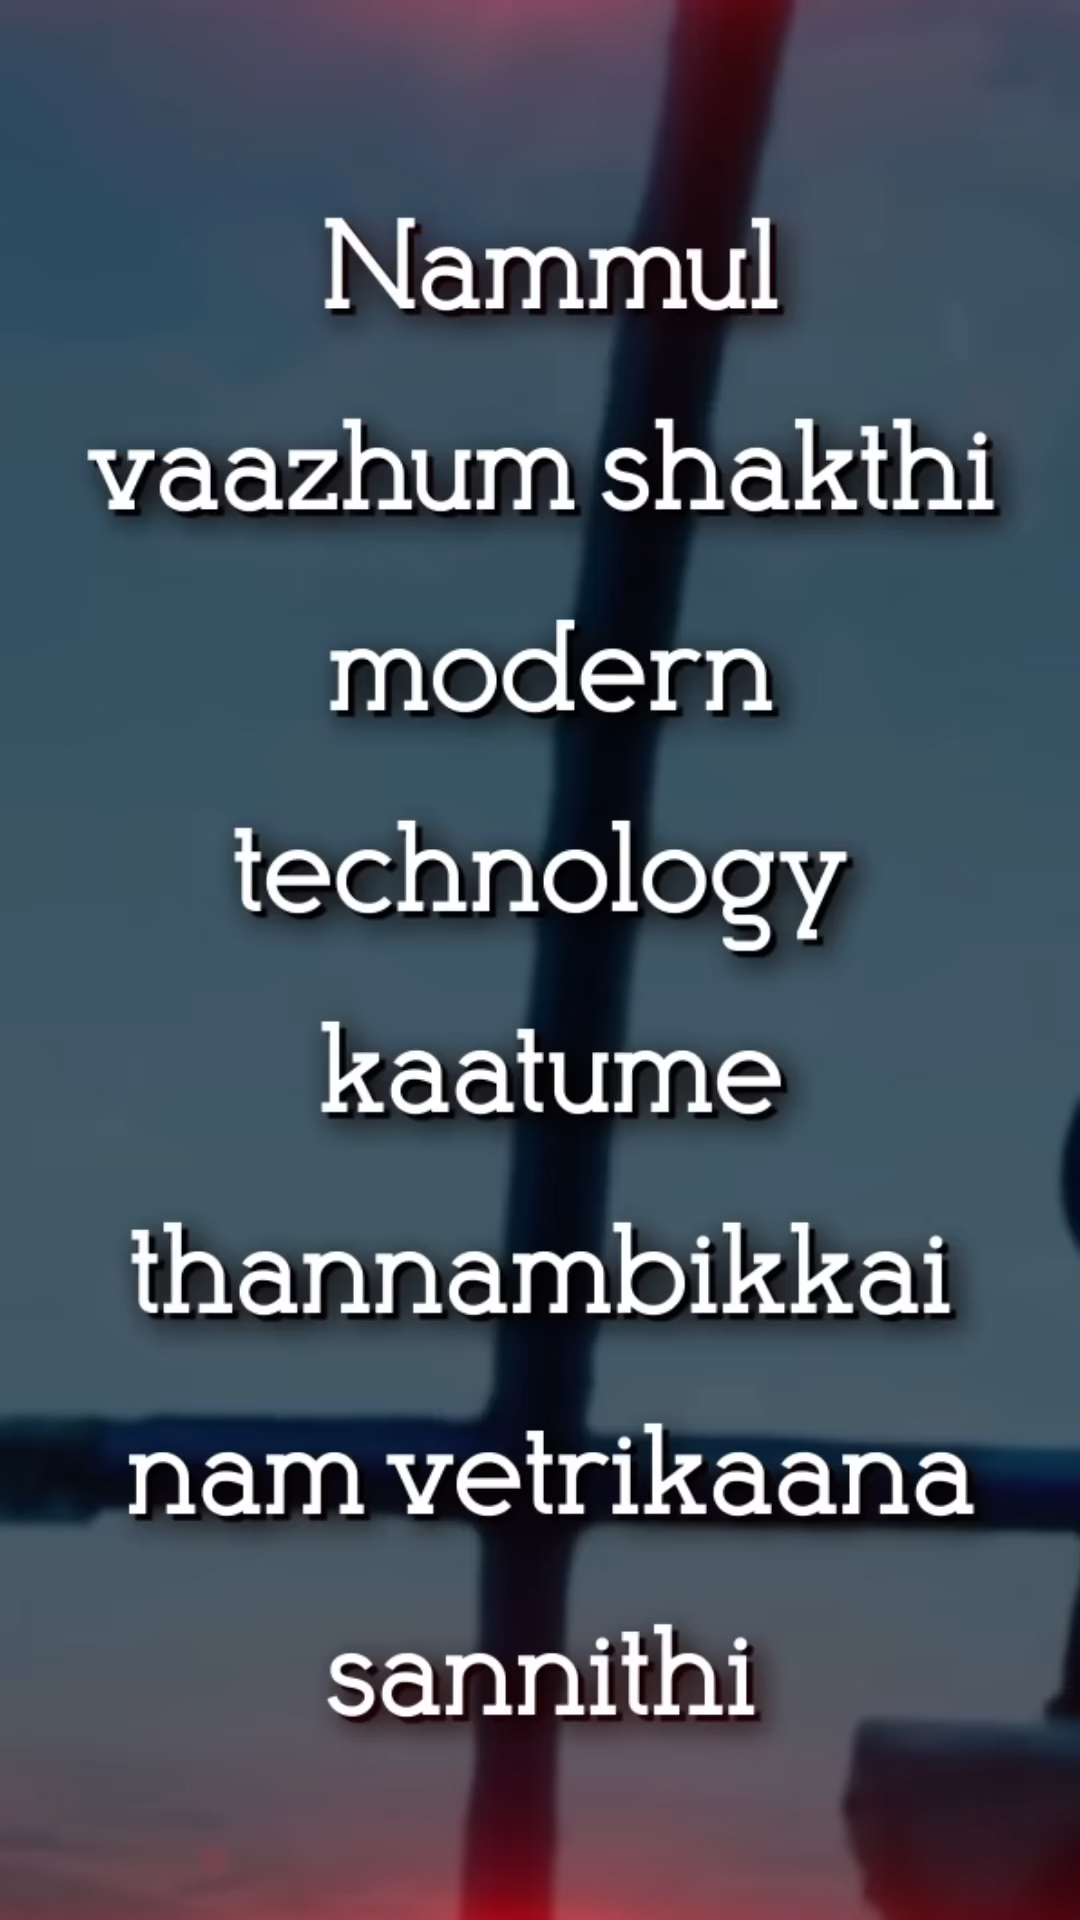 Nammul
vaazhum shakthi
modern
technology
kaatume
thannambikkai
nam vetrikaana
sannithi